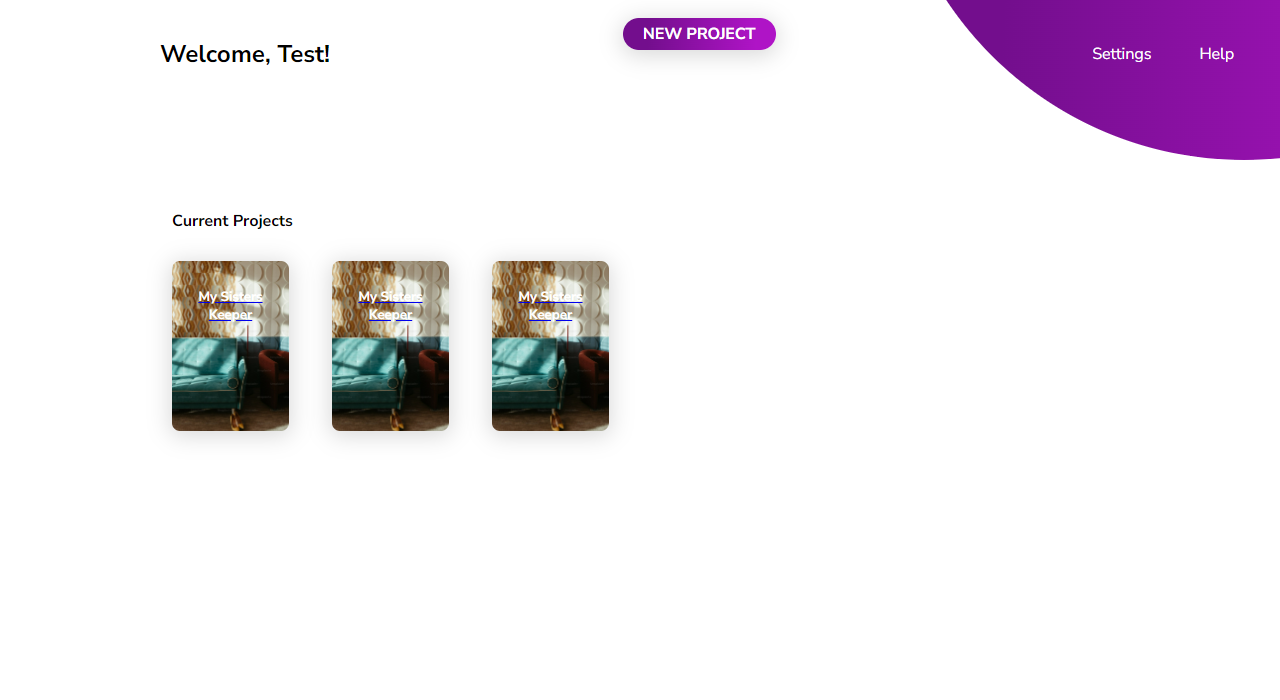 NEW PROJECT
Welcome, Test!
Settings
Help
Current Projects
My Sister's
Keeper
My Sister's
Keeper
My Sister's
Keeper